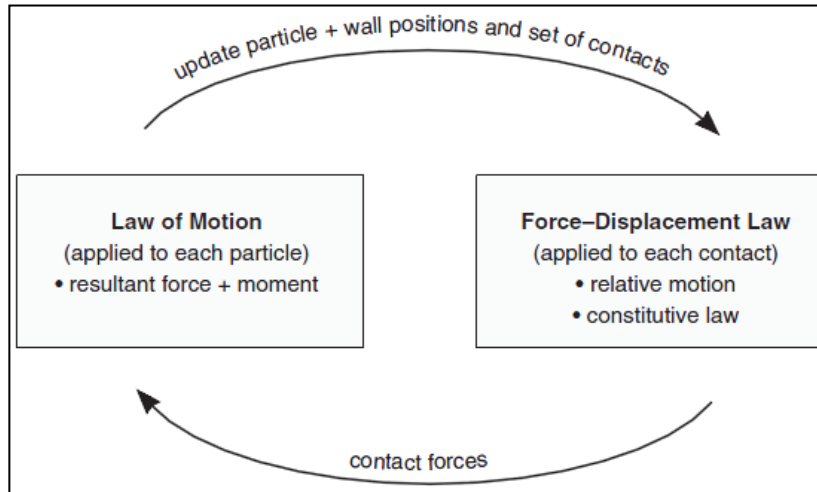 update particle + wall positions and set of contacts
Law of Motion
(applied to each particle)
• resultant force + moment
Force–Displacement Law
(applied to each contact)
• relative motion
• constitutive law
contact forces